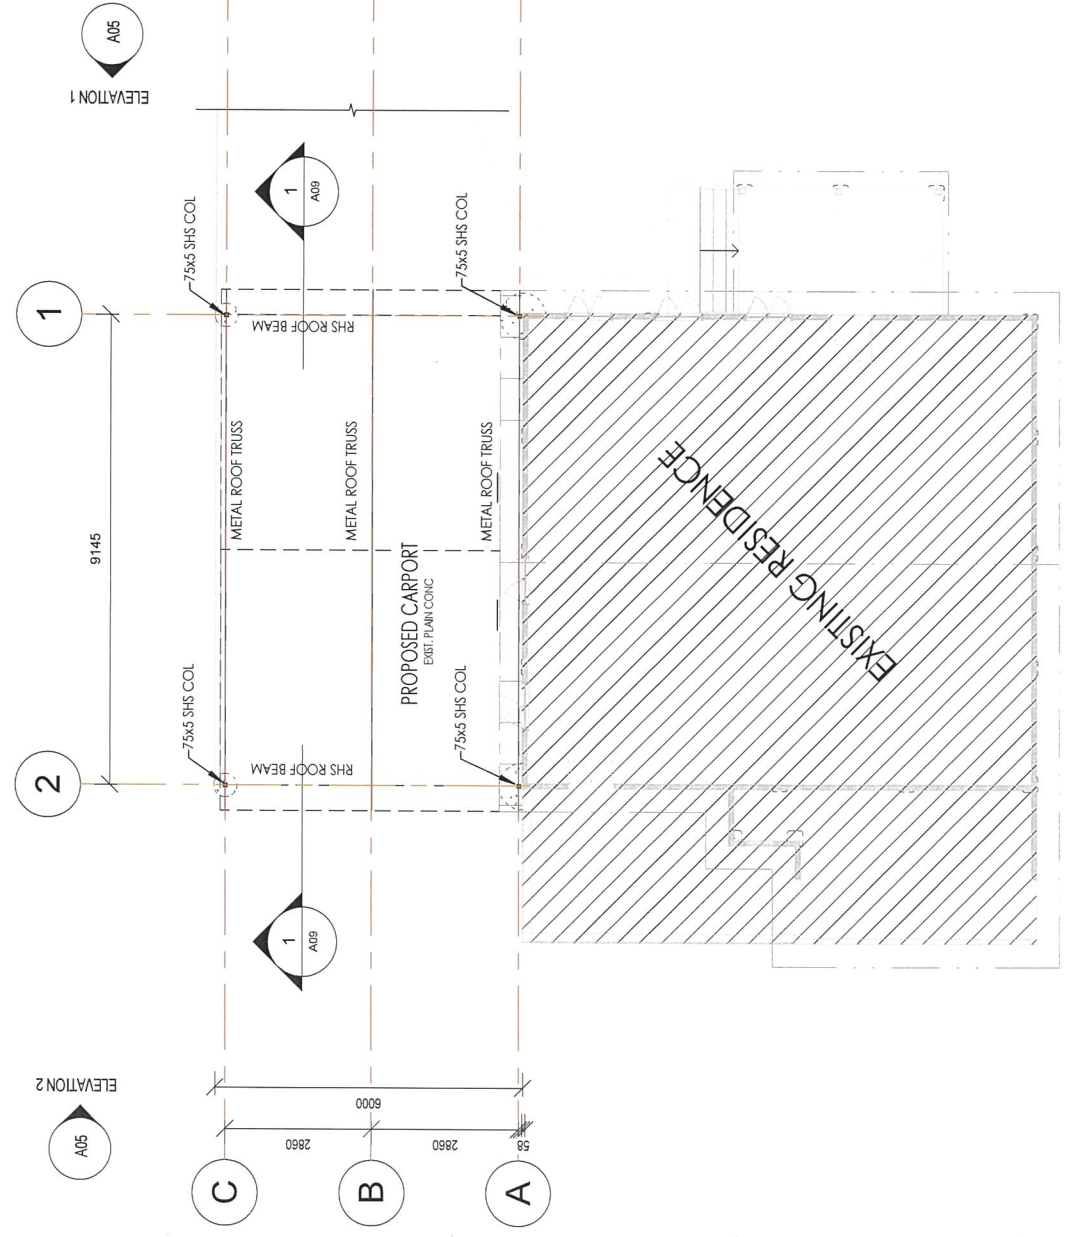 A05
ELEVATION 1
1
A09
75x5 SHS COL
75x5 SHS COL
1
RHS ROOF BEAM
METAL ROOF TRUSS
METAL ROOF TRUSS
METAL ROOF TRUSS
9145
PROPOSED CARPORT
EXIST. PLAIN CONC
EXISTING RESIDENCE
75x5 SHS COL
75x5 SHS COL
2
RHS ROOF BEAM
1
A09
ELEVATION 2
A05
6000
2860
2860
58
C
B
A